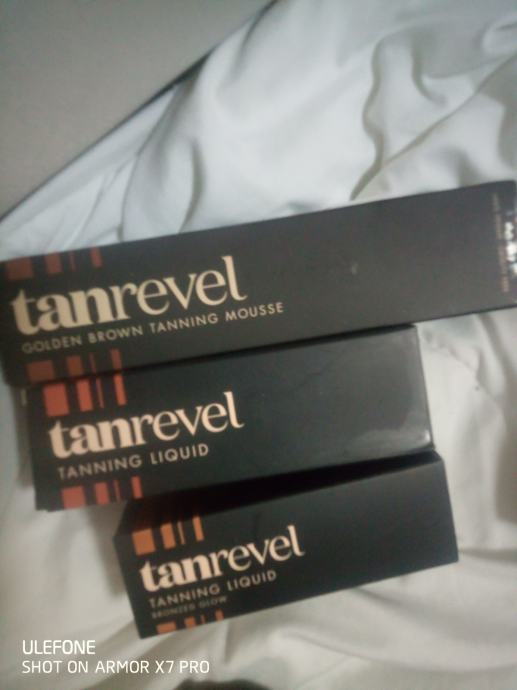 tanrevel
GOLDEN BROWN TANNING MOUSSE
tanrevel
TANNING LIQUID
tanrevel
TANNING LIQUID
BRONZED GLOW
ULEFONE
SHOT ON ARMOR X7 PRO